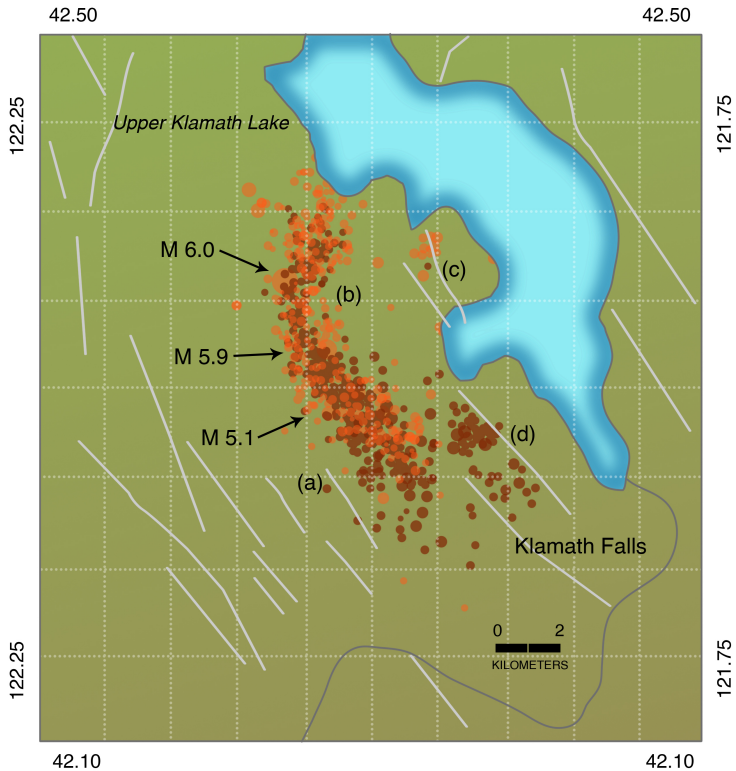 42.50
42.50
122.25
121.75
Upper Klamath Lake
M 6.0
(c)
(b)
M 5.9
M 5.1
(d)
(a)
Klamath Falls
0 2
KILOMETERS
122.25
121.75
42.10
42.10